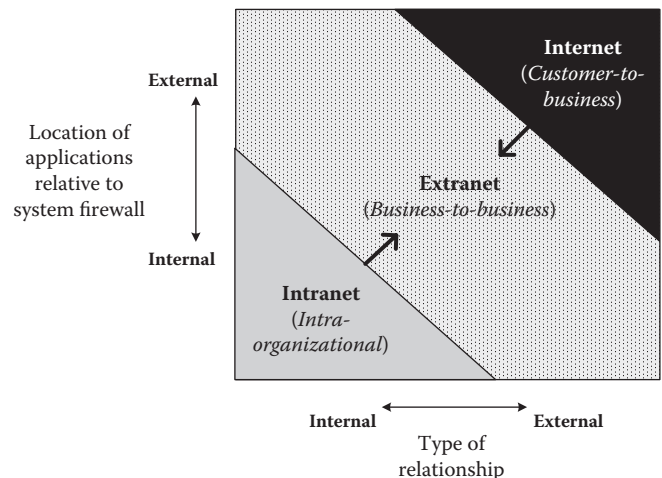 Internet
(Customer-to-
business)
External
Location of
applications
relative to
system firewall
Extranet
(Business-to-business)
Internal
Intranet
(Intra-
organizational)
Internal
External
Type of
relationship